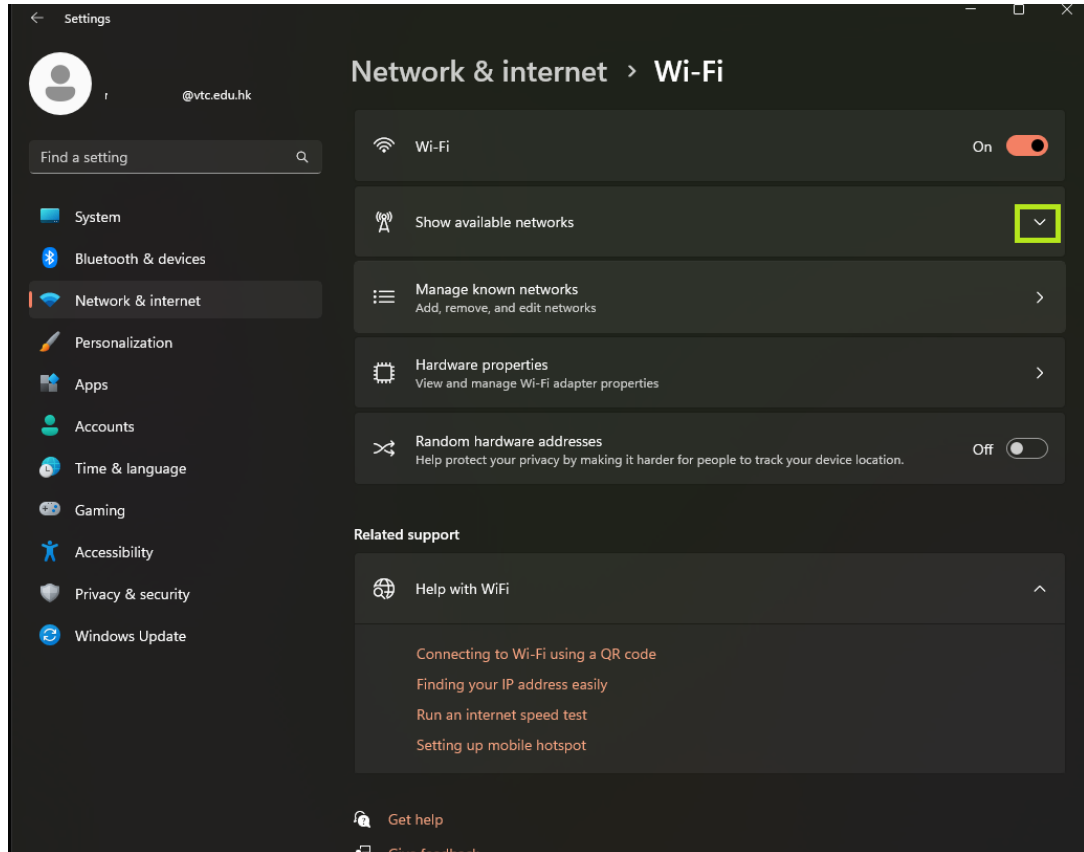 Settings
@vtc.edu.hk
Find a setting
System
Bluetooth & devices
Network & internet
Personalization
Apps
Accounts
Time & language
Gaming
Accessibility
Privacy & security
Windows Update
Network & internet > Wi-Fi
Wi-Fi
On
Show available networks
Manage known networks
Add, remove, and edit networks
Hardware properties
View and manage Wi-Fi adapter properties
Random hardware addresses
Help protect your privacy by making it harder for people to track your device location.
Off
Related support
Help with WiFi
Connecting to Wi-Fi using a QR code
Finding your IP address easily
Run an internet speed test
Setting up mobile hotspot
Get help
Give feedback